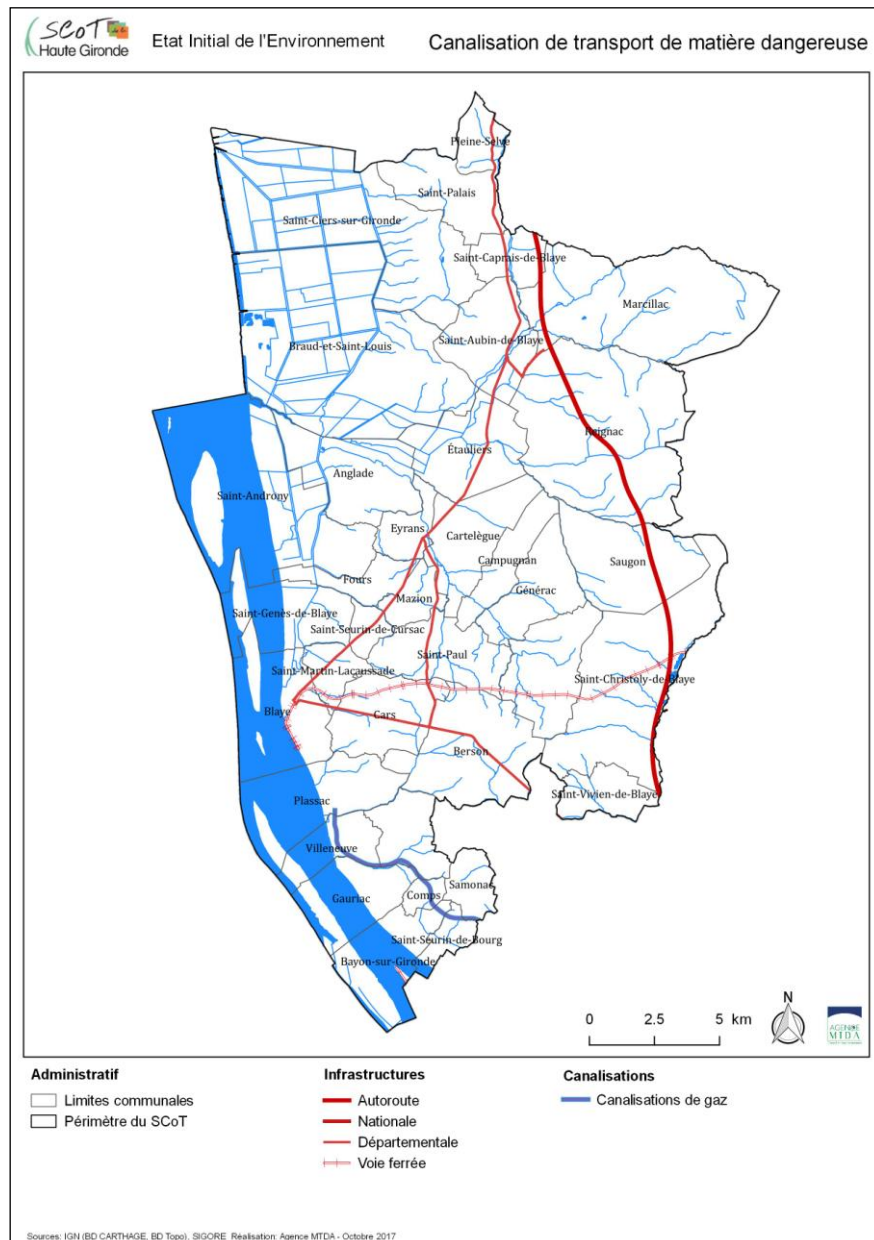 SCoT
Haute Gironde
Etat Initial de l'Environnement
Canalisation de transport de matière dangereuse
Pleine-Selve
Saint-Palais
Saint-Ciers-sur-Gironde
Saint-Caprais-de-Blaye
Marcillac
Saint-Aubin-de-Blaye
Braud-et-Saint-Louis
Reignac
Étauliers
Anglade
Saint-Androny
Eyrans
Cartelègue
Campugnan
Saugon
Fours
Générac
Mazion
Saint-Genès-de-Blaye
Saint-Seurin-de-Cursac
Saint-Paul
Saint-Martin-Lacaussade
Saint-Christoly-de-Blaye
Blaye
Cars
Berson
Saint-Vivien-de-Blaye
Plassac
Villeneuve
Samonac
Gauriac
Comps
Saint-Seurin-de-Bourg
Bayon-sur-Gironde
N
0 2.5 5 km
AGENCE
MTDA
Administratif
Limites communales
Périmètre du SCoT
Infrastructures
Autoroute
Nationale
Départementale
Voie ferrée
Canalisations
Canalisations de gaz
Sources: IGN (BD CARTHAGE, BD Topo), SIGORE Réalisation: Agence MTDA - Octobre 2017